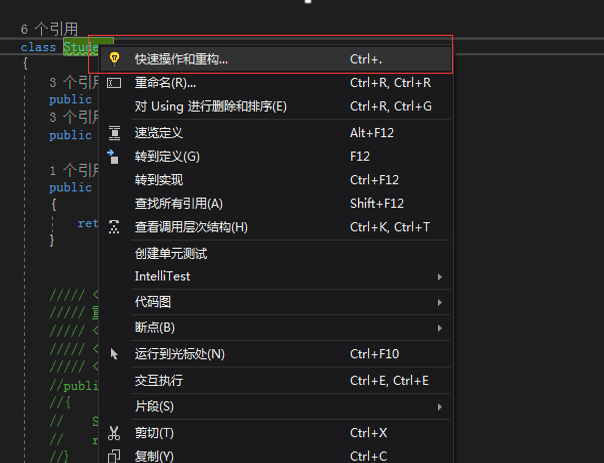 6 个引用
class Student
{
快速操作和重构... Ctrl+.
3 个引用
重命名(R)... Ctrl+R, Ctrl+R
public
对 Using 进行删除和排序(E) Ctrl+R, Ctrl+G
3 个引用
public
速览定义 Alt+F12
转到定义(G) F12
1 个引用
转到实现 Ctrl+F12
public
{
查找所有引用(A) Shift+F12
ret
查看调用层次结构(H) Ctrl+K, Ctrl+T
}
创建单元测试
IntelliTest
///// <
代码图
/////
///// <
断点(B)
///// <
///// <
运行到光标处(N) Ctrl+F10
//publi
交互执行 Ctrl+E, Ctrl+E
//{
片段(S)
// S
剪切(T) Ctrl+X
// r
//}
复制(Y) Ctrl+C